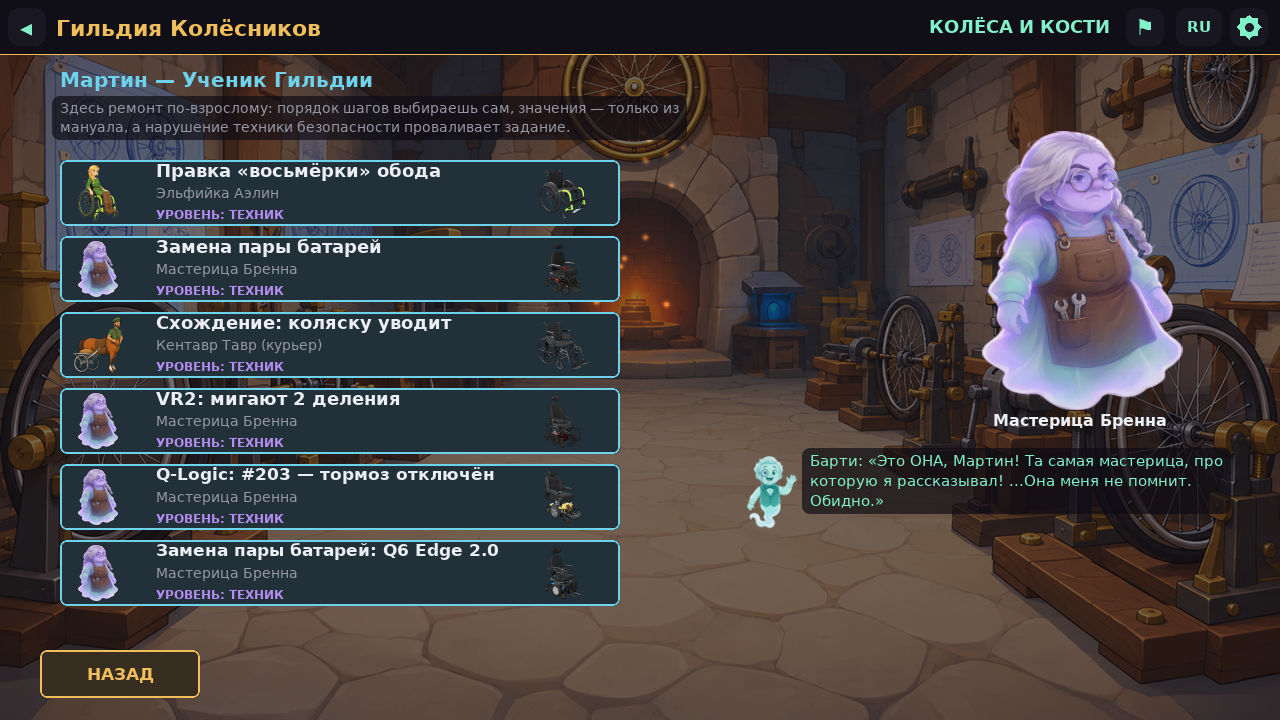 ◄ Гильдия Колёсников
КОЛЁСА И КОСТИ
RU
Мартин — Ученик Гильдии
Здесь ремонт по-взрослому: порядок шагов выбираешь сам, значения — только из
мануала, а нарушение техники безопасности проваливает задание.
Правка «восьмёрки» обода
Эльфийка Аэлин
УРОВЕНЬ: ТЕХНИК
Замена пары батарей
Мастерица Бренна
УРОВЕНЬ: ТЕХНИК
Схождение: коляску уводит
Кентавр Тавр (курьер)
УРОВЕНЬ: ТЕХНИК
VR2: мигают 2 деления
Мастерица Бренна
УРОВЕНЬ: ТЕХНИК
Q-Logic: #203 — тормоз отключён
Мастерица Бренна
УРОВЕНЬ: ТЕХНИК
Замена пары батарей: Q6 Edge 2.0
Мастерица Бренна
УРОВЕНЬ: ТЕХНИК
Мастерица Бренна
Барти: «Это ОНА, Мартин! Та самая мастерица, про
которую я рассказывал! …Она меня не помнит.
Обидно.»
НАЗАД